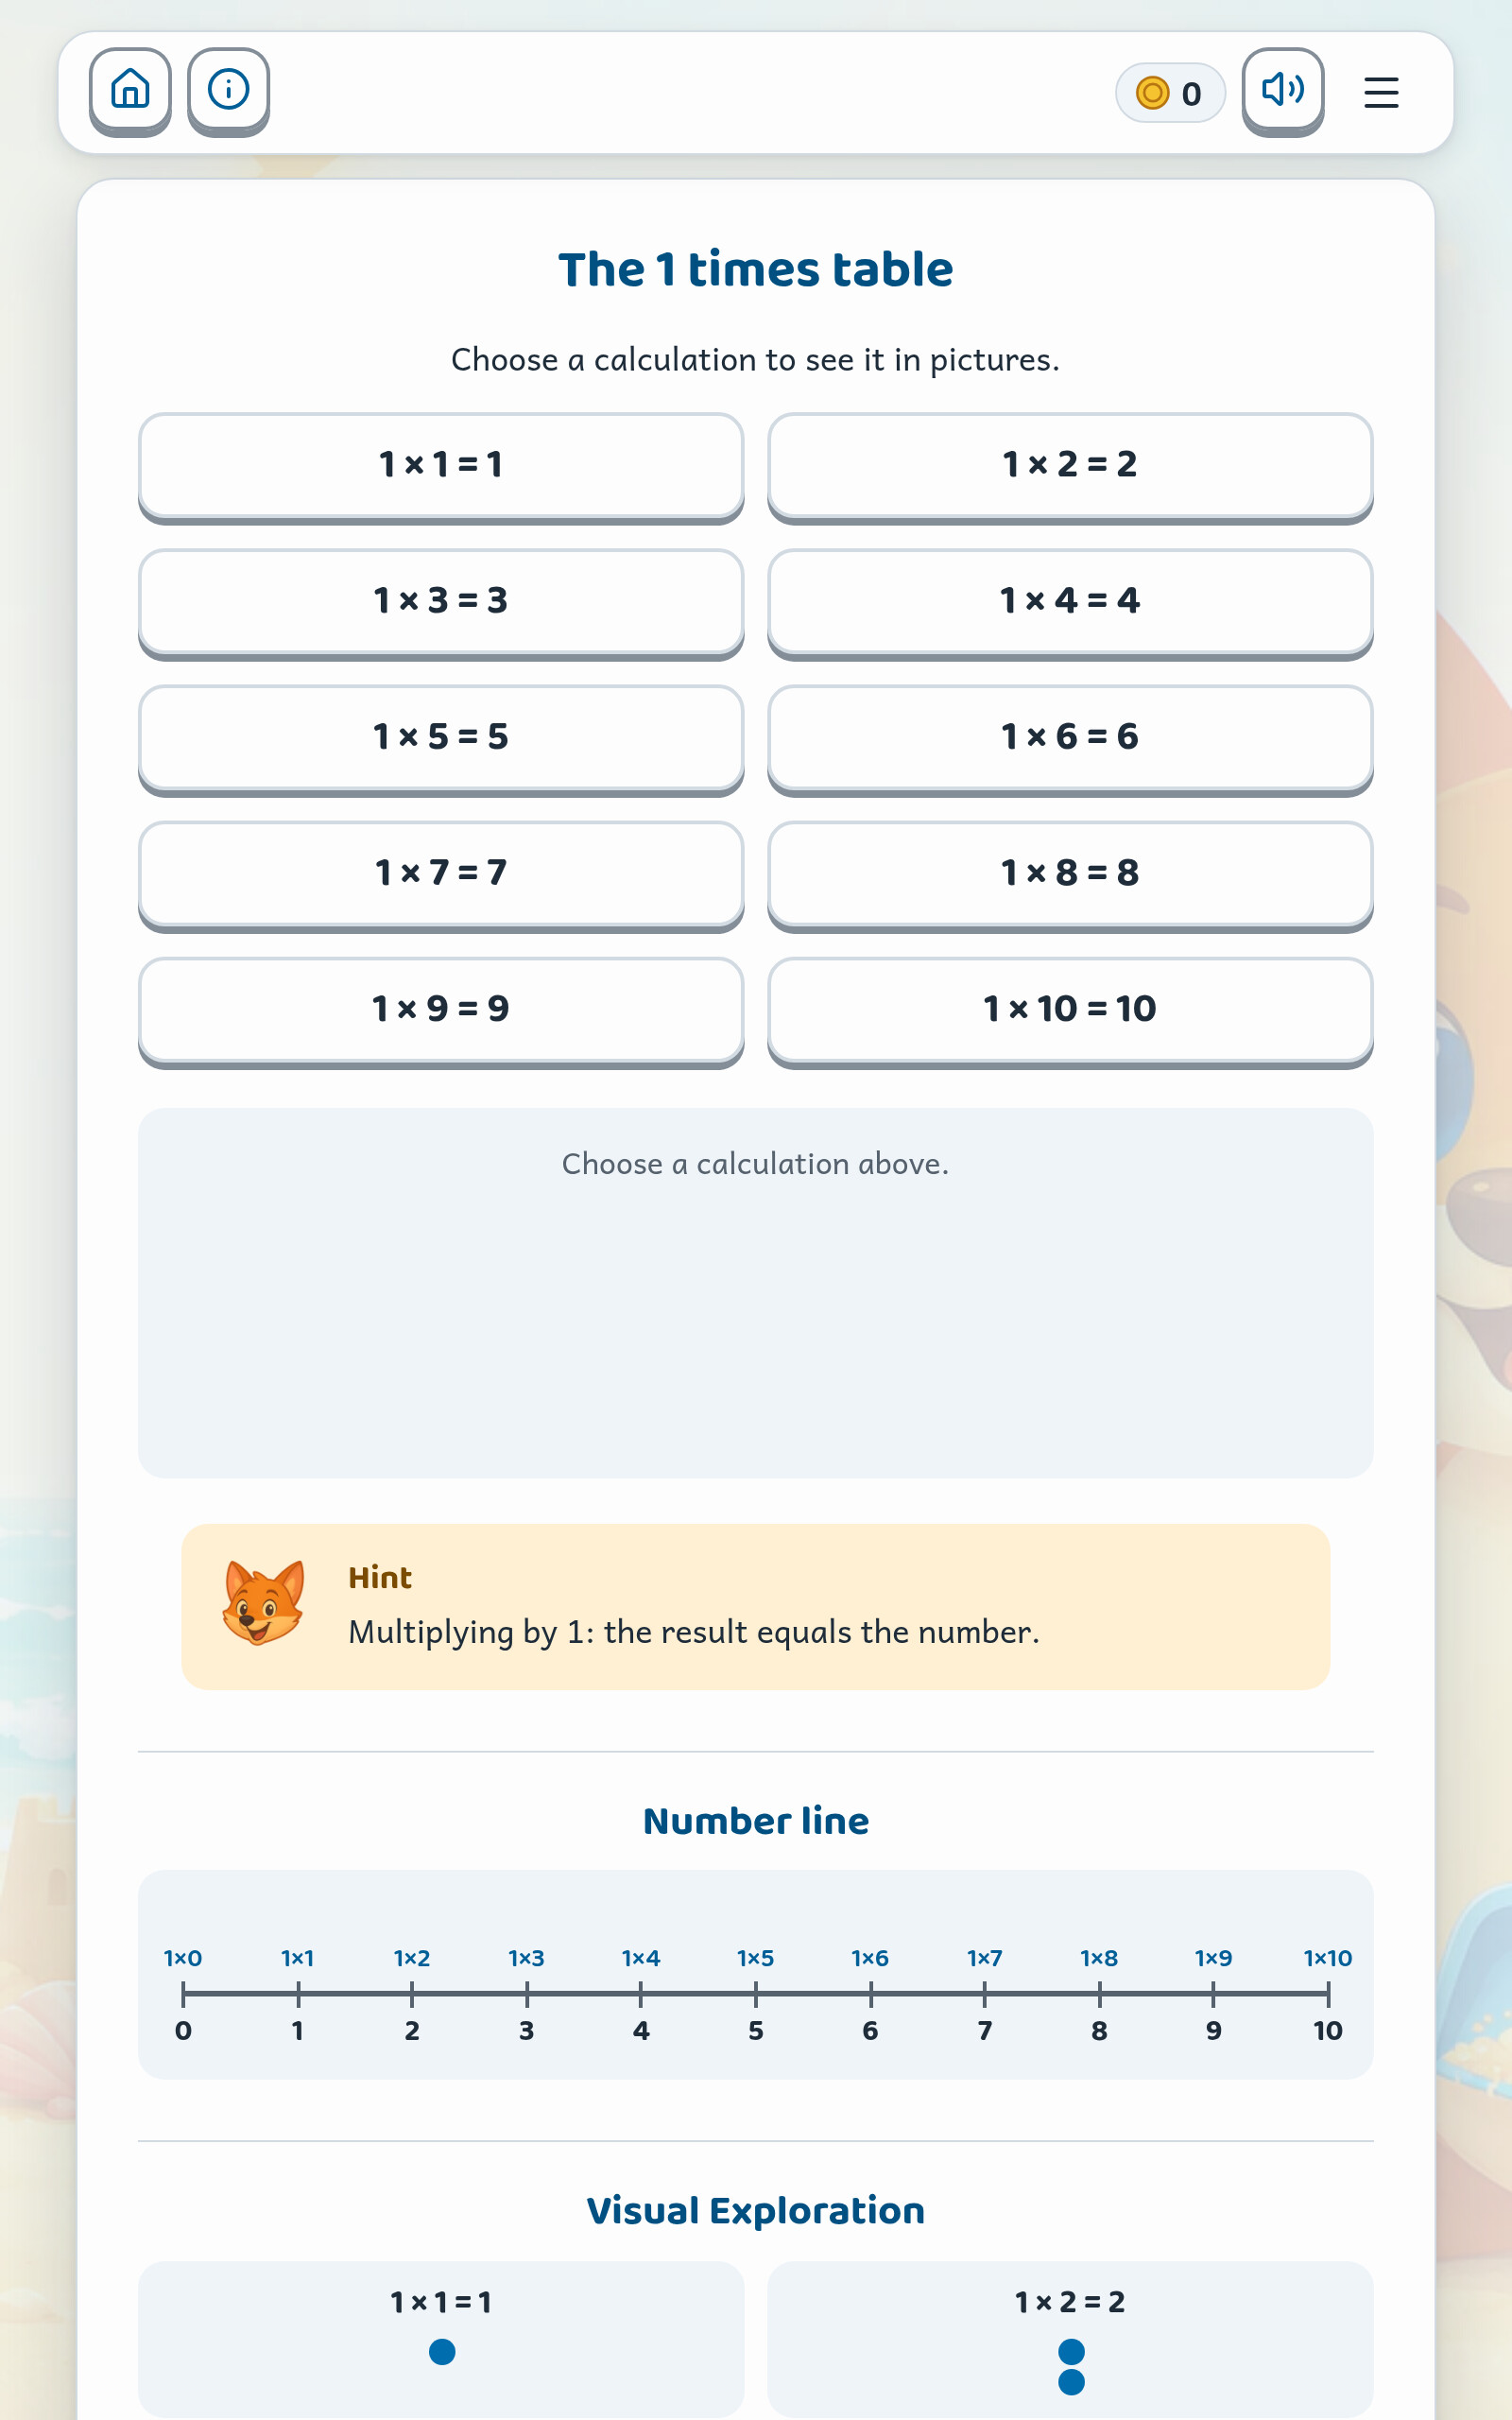 0
The 1 times table
Choose a calculation to see it in pictures.
1 × 1 = 1
1 × 2 = 2
1 × 3 = 3
1 × 4 = 4
1 × 5 = 5
1 × 6 = 6
1 × 7 = 7
1 × 8 = 8
1 × 9 = 9
1 × 10 = 10
Choose a calculation above.
Hint
Multiplying by 1: the result equals the number.
Number line
1×0 1×1 1×2 1×3 1×4 1×5 1×6 1×7 1×8 1×9 1×10
0 1 2 3 4 5 6 7 8 9 10
Visual Exploration
1 × 1 = 1
1 × 2 = 2